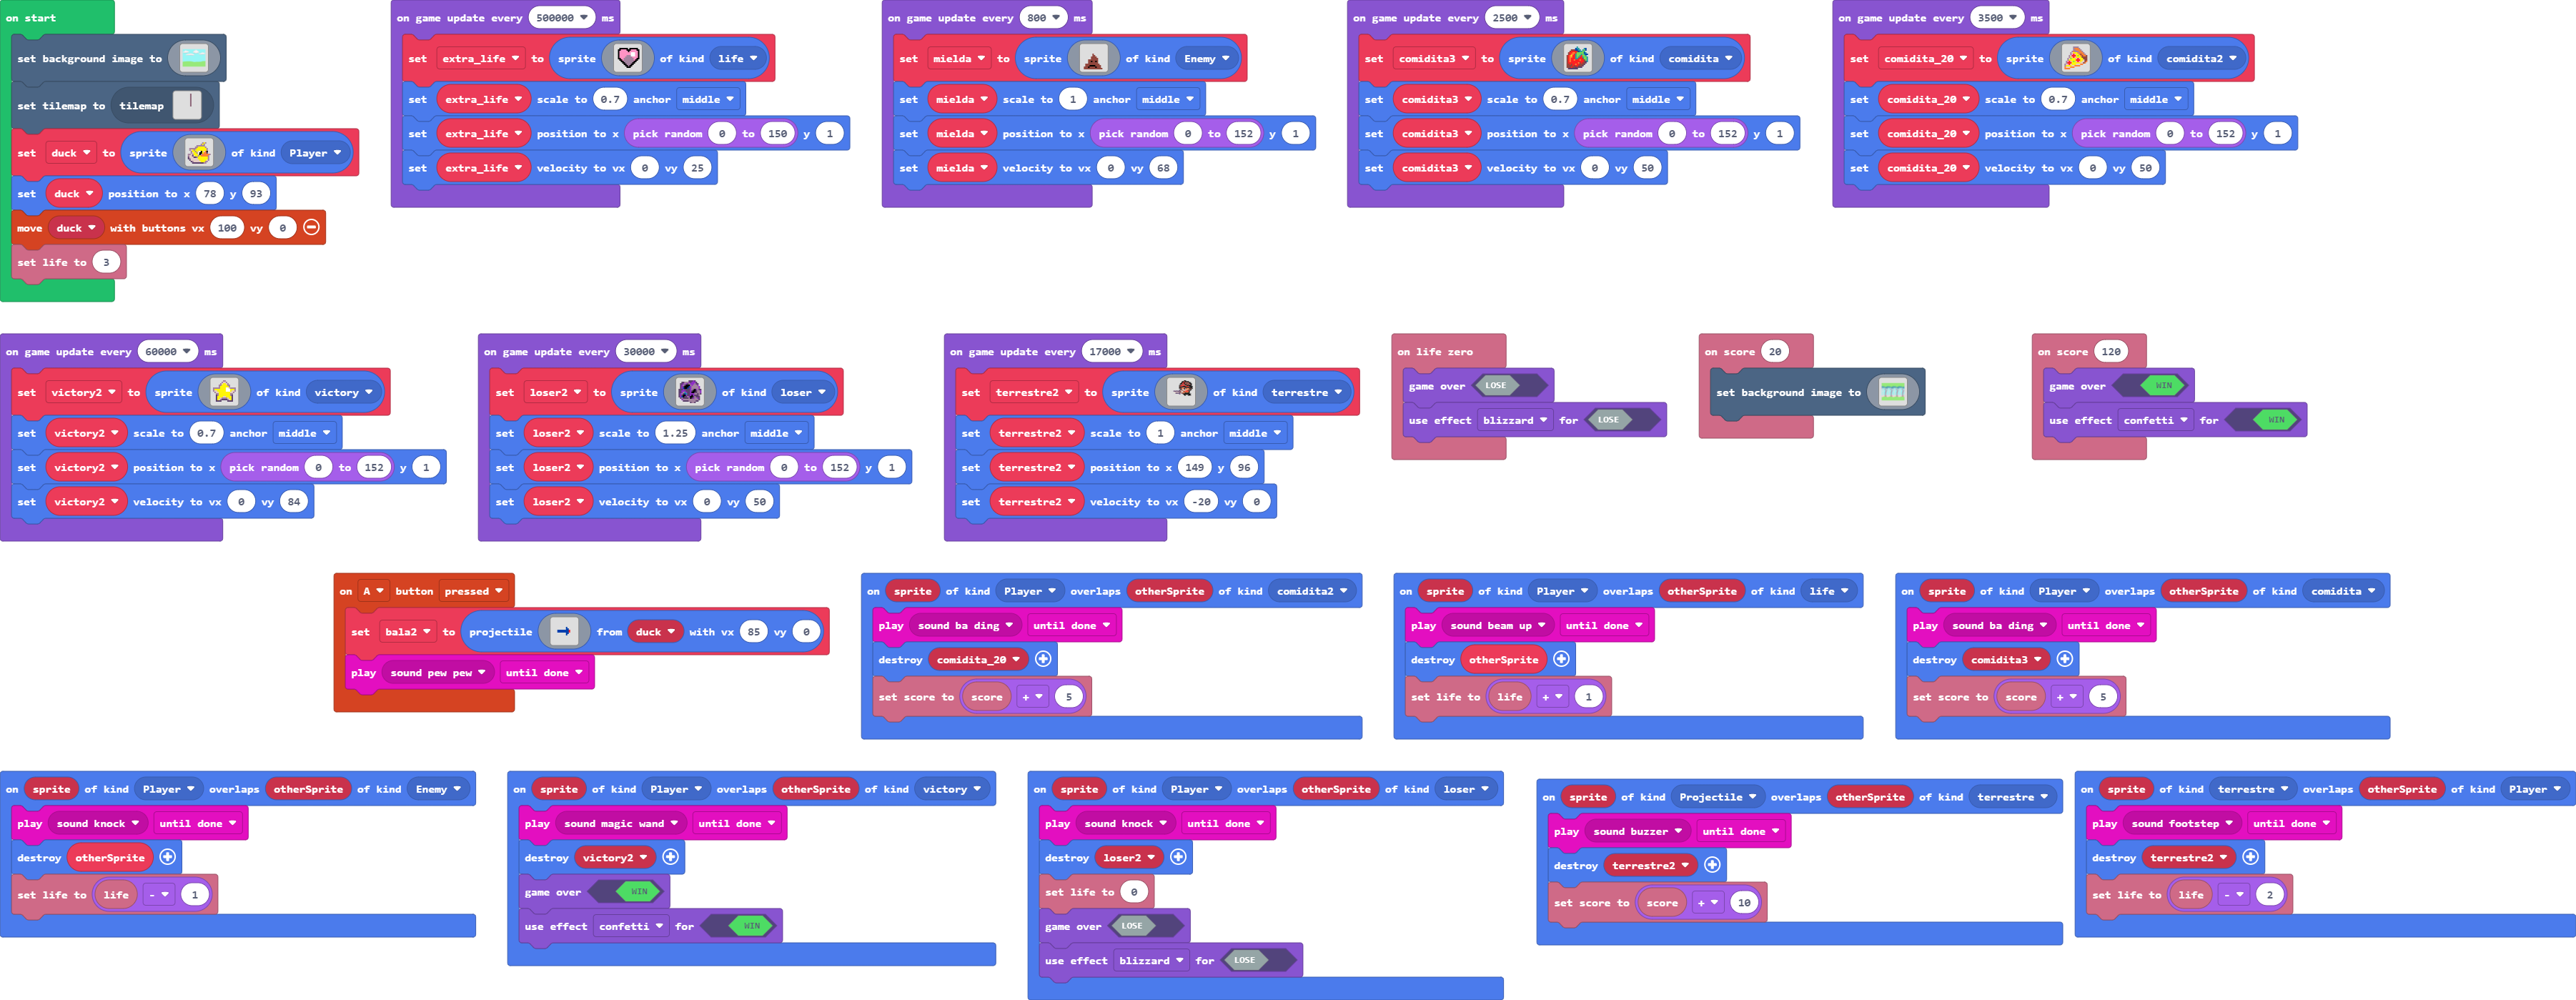 on start
set background image to
set tilemap to tilemap
set duck to sprite of kind Player
set duck position to x 78 y 93
move duck with buttons vx 100 vy 0
set life to 3
on game update every 500000 ms
set extra_life to sprite of kind life
set extra_life scale to 0.7 anchor middle
set extra_life position to x pick random 0 to 150 y 1
set extra_life velocity to vx 0 vy 25
on game update every 800 ms
set mielda to sprite of kind Enemy
set mielda scale to 1 anchor middle
set mielda position to x pick random 0 to 152 y 1
set mielda velocity to vx 0 vy 68
on game update every 2500 ms
set comidita3 to sprite of kind comidita
set comidita3 scale to 0.7 anchor middle
set comidita3 position to x pick random 0 to 152 y 1
set comidita3 velocity to vx 0 vy 50
on game update every 3500 ms
set comidita_20 to sprite of kind comidita2
set comidita_20 scale to 0.7 anchor middle
set comidita_20 position to x pick random 0 to 152 y 1
set comidita_20 velocity to vx 0 vy 50
on game update every 60000 ms
set victory2 to sprite of kind victory
set victory2 scale to 0.7 anchor middle
set victory2 position to x pick random 0 to 152 y 1
set victory2 velocity to vx 0 vy 84
on game update every 30000 ms
set loser2 to sprite of kind loser
set loser2 scale to 1.25 anchor middle
set loser2 position to x pick random 0 to 152 y 1
set loser2 velocity to vx 0 vy 50
on game update every 17000 ms
set terrestre2 to sprite of kind terrestre
set terrestre2 scale to 1 anchor middle
set terrestre2 position to x 149 y 96
set terrestre2 velocity to vx -20 vy 0
on life zero
game over LOSE
use effect blizzard for LOSE
on score 20
set background image to
on score 120
game over WIN
use effect confetti for WIN
on A button pressed
set bala2 to projectile from duck with vx 85 vy 0
play sound pew pew until done
on sprite of kind Player overlaps otherSprite of kind comidita2
play sound ba ding until done
destroy comidita_20
set score to score + 5
on sprite of kind Player overlaps otherSprite of kind life
play sound beam up until done
destroy otherSprite
set life to life + 1
on sprite of kind Player overlaps otherSprite of kind comidita
play sound ba ding until done
destroy comidita3
set score to score + 5
on sprite of kind Player overlaps otherSprite of kind Enemy
play sound knock until done
destroy otherSprite
set life to life - 1
on sprite of kind Player overlaps otherSprite of kind victory
play sound magic wand until done
destroy victory2
game over WIN
use effect confetti for WIN
on sprite of kind Player overlaps otherSprite of kind loser
play sound knock until done
destroy loser2
set life to 0
game over LOSE
use effect blizzard for LOSE
on sprite of kind Projectile overlaps otherSprite of kind terrestre
play sound buzzer until done
destroy terrestre2
set score to score + 10
on sprite of kind terrestre overlaps otherSprite of kind Player
play sound footstep until done
destroy terrestre2
set life to life - 2